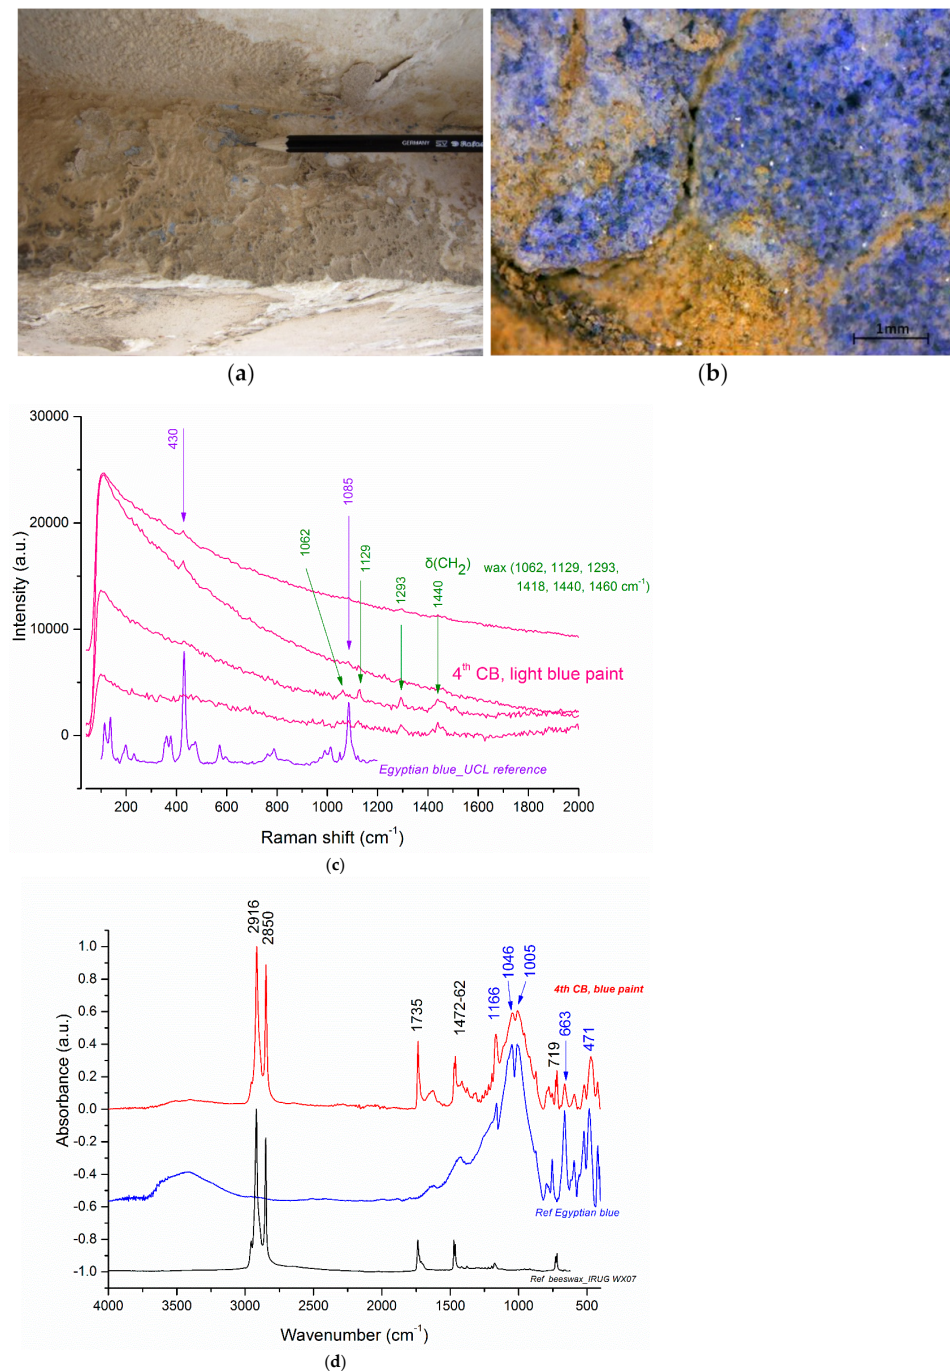 GERMANY
1mm
(a)
(b)
30000
20000
10000
0
Intensity (a.u.)
430
1062
1085
1129
1293
1440
δ(CH2) wax (1062, 1129, 1293,
1418, 1440, 1460 cm-1)
4th CB, light blue paint
Egyptian blue_UCL reference
200 400 600 800 1000 1200 1400 1600 1800 2000
Raman shift (cm-1)
(c)
2916
2850
1735
1472-62
1166
1046
1005
719
663
471
4th CB, blue paint
1.0
0.8
0.6
0.4
0.2
0.0
-0.2
-0.4
-0.6
-0.8
-1.0
Absorbance (a.u.)
Ref Egyptian blue
Ref beeswax_IRUG WX07
4000 3500 3000 2500 2000 1500 1000 500
Wavenumber (cm-1)
(d)